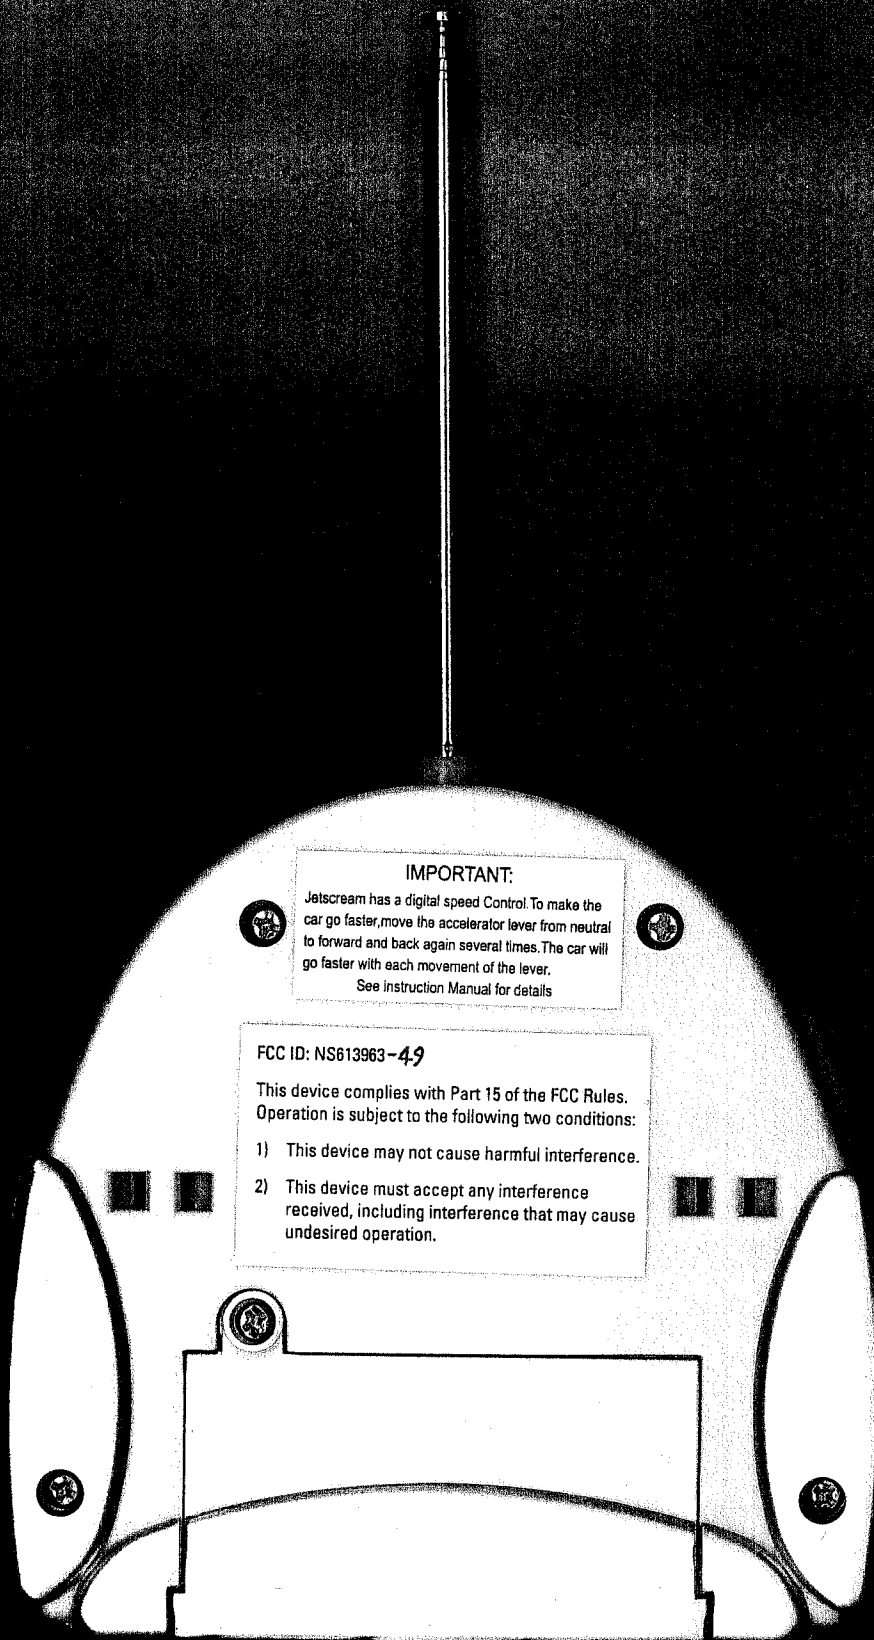 IMPORTANT:
Jetscream has a digital speed Control.To make the
car go faster,move the accelerator lever from neutral
to forward and back again several times.The car will
go faster with each movement of the lever.
See instruction Manual for details
FCC ID: NS613963-49
This device complies with Part 15 of the FCC Rules.
Operation is subject to the following two conditions:
1) This device may not cause harmful interference.
2) This device must accept any interference
received, including interference that may cause
undesired operation.